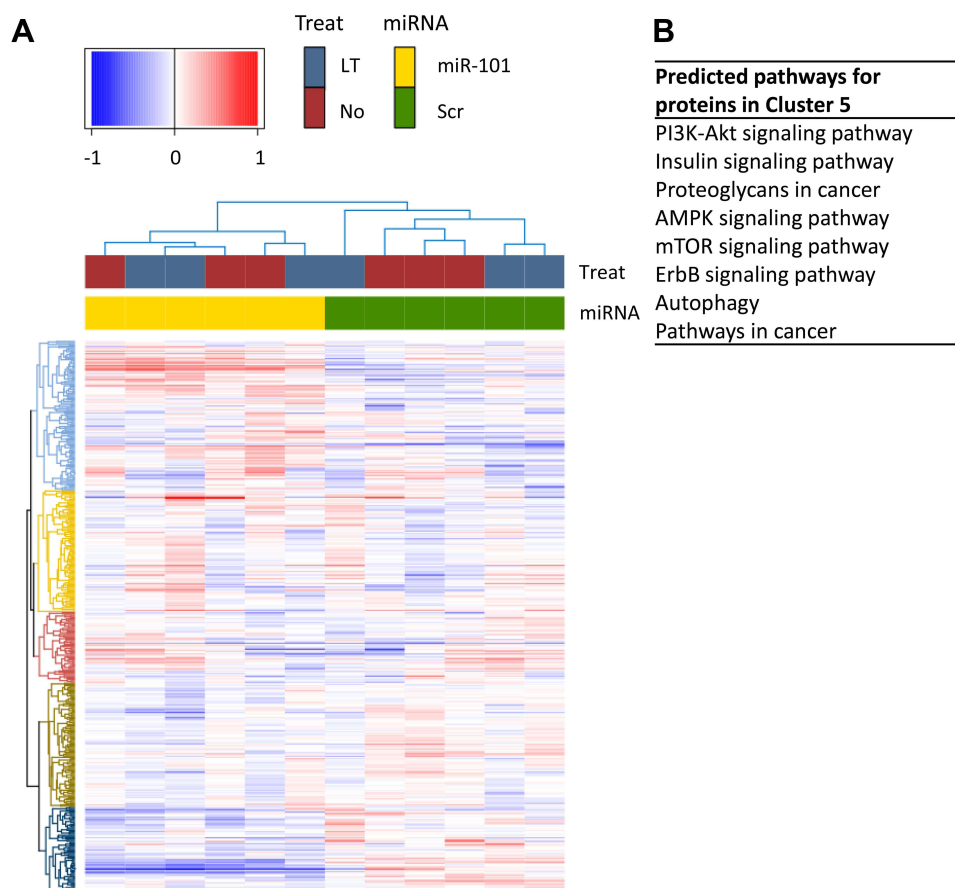 A
Treat
miRNA
LT
miR-101
No
Scr
-1
0
1
Treat
miRNA
B
Predicted pathways for
proteins in Cluster 5
PI3K-Akt signaling pathway
Insulin signaling pathway
Proteoglycans in cancer
AMPK signaling pathway
mTOR signaling pathway
ErbB signaling pathway
Autophagy
Pathways in cancer